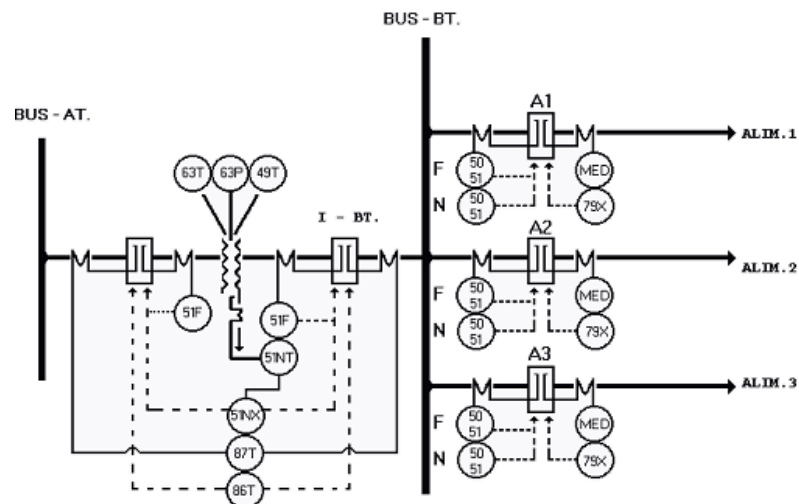 BUS-BT.
BUS-AT.
A1
ALIM.1
F
50
51
MED
N
50
51
79X
63T
63P
49T
I - BT.
A2
ALIM.2
F
50
51
MED
N
50
51
79X
51F
51F
51NT
A3
ALIM.3
51NX
F
50
51
MED
87T
N
50
51
79X
86T